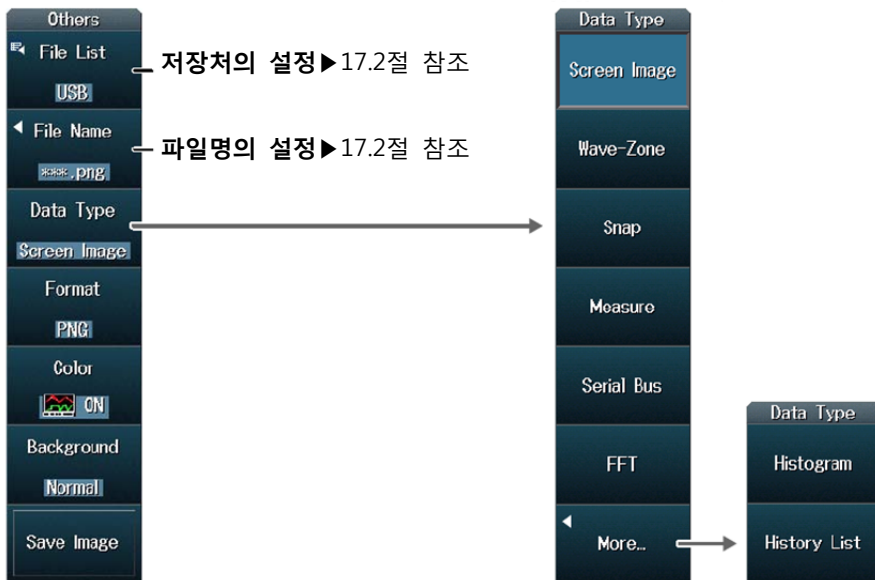 Others
File List
USB
저장처의 설정▶17.2절 참조
File Name
***.png
파일명의 설정▶17.2절 참조
Data Type
Screen Image
Format
PNG
Color
ON
Background
Normal
Save Image
Data Type
Screen Image
Wave-Zone
Snap
Measure
Serial Bus
FFT
More...
Data Type
Histogram
History List